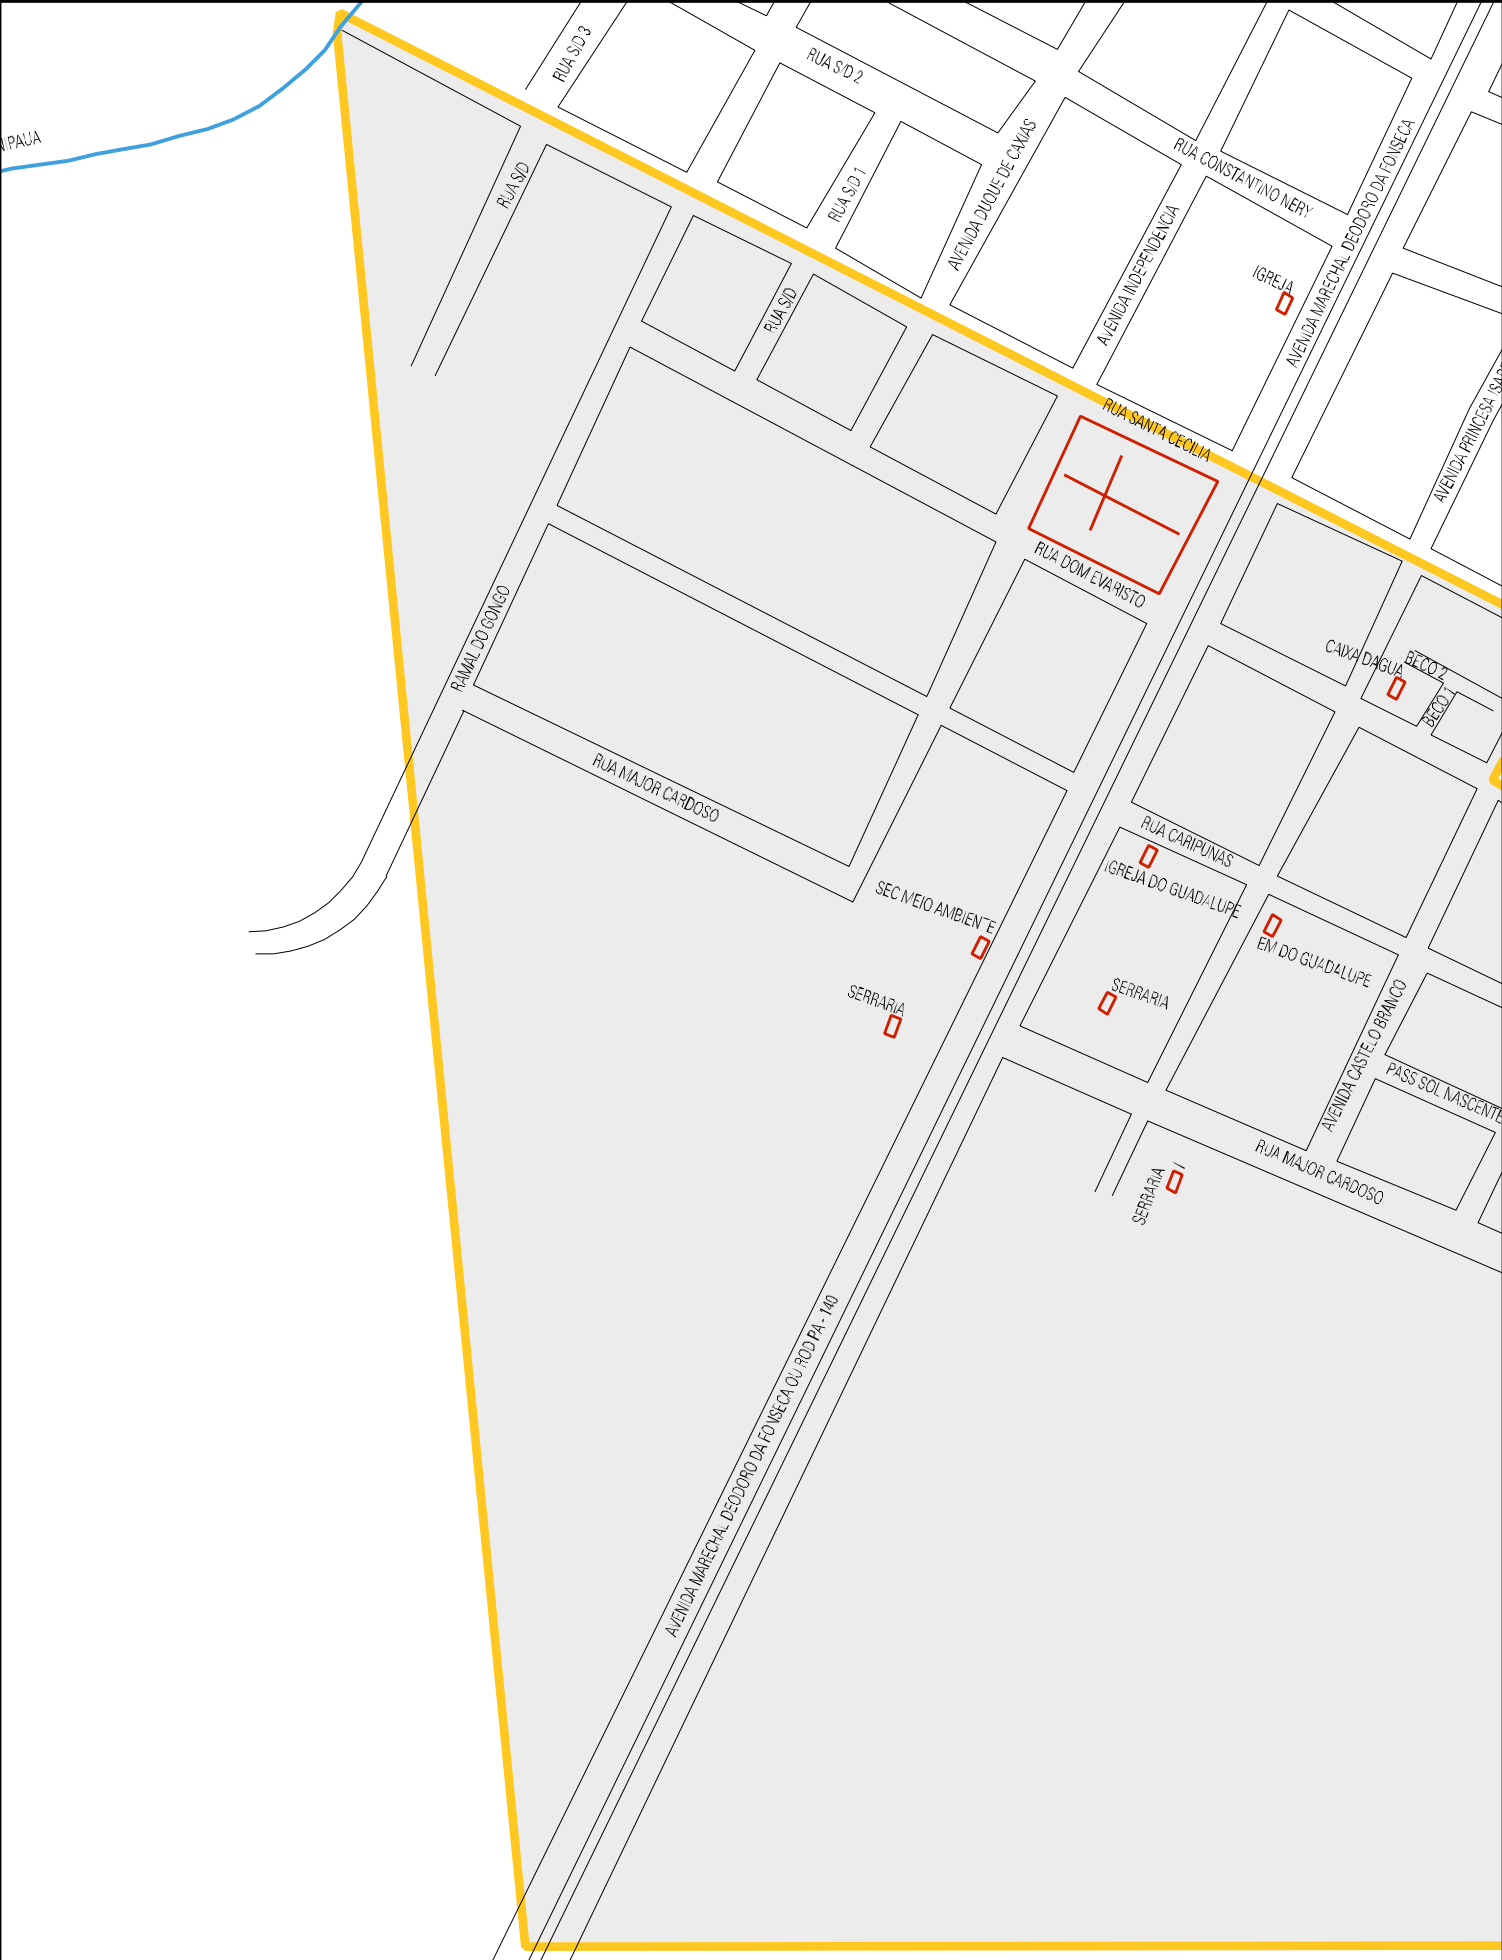 RUA S/D 3
RUA S/D 2
RUA S/D 1
AVENIDA DUQUE DE CAXIAS
RUA CONSTANTINO NERY
AVENIDA MARECHAL DEODORO DA FONSECA
RUA S/D
AVENIDA INDEPENDENCIA
IGREJA
RUA S/D
RUA SANTA CECILIA
RUA DOM EVARISTO
RAMAL DO GONGO
CAIXA DAGUA
BECO 2
BECO 1
RUA MAJOR CARDOSO
RUA CARIPUNAS
IGREJA DO GUADALUPE
SEC MEIO AMBIENTE
EM DO GUADALUPE
SERRARIA
SERRARIA
AVENIDA CASTELO BRANCO
PASS SOL NASCENTE
RUA MAJOR CARDOSO
SERRARIA
AVENIDA MARECHAL DEODORO DA FONSECA OU ROD PA - 140
AVENIDA PRINCESA